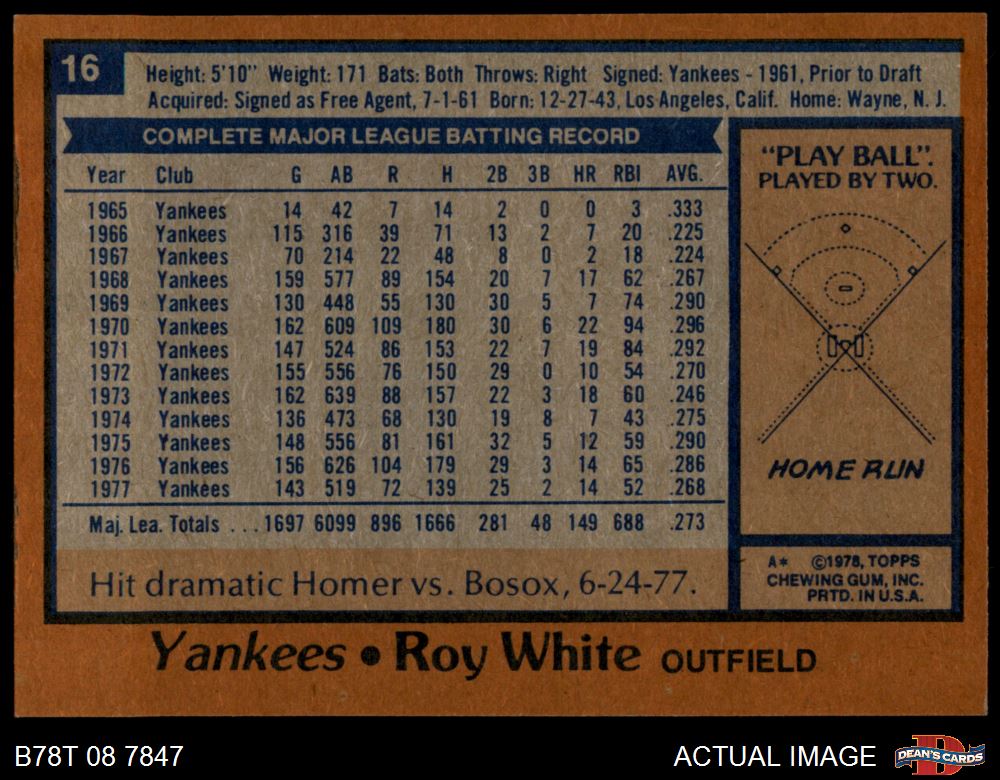 16
Height: 5'10" Weight: 171 Bats: Both Throws: Right Signed: Yankees - 1961, Prior to Draft
Acquired: Signed as Free Agent, 7-1-61 Born: 12-27-43, Los Angeles, Calif. Home: Wayne, N. J.
COMPLETE MAJOR LEAGUE BATTING RECORD
Year Club G AB R H 2B 3B HR RBI AVG.
1965 Yankees 14 42 7 14 2 0 0 3 .333
1966 Yankees 115 316 39 71 13 2 7 20 .225
1967 Yankees 70 214 22 48 8 0 2 18 .224
1968 Yankees 159 577 89 154 20 7 17 62 .267
1969 Yankees 130 448 55 130 30 5 7 74 .290
1970 Yankees 162 609 109 180 30 6 22 94 .296
1971 Yankees 147 524 86 153 22 7 19 84 .292
1972 Yankees 155 556 76 150 29 0 10 54 .270
1973 Yankees 162 639 88 157 22 3 18 60 .246
1974 Yankees 136 473 68 130 19 8 7 43 .275
1975 Yankees 148 556 81 161 32 5 12 59 .290
1976 Yankees 156 626 104 179 29 3 14 65 .286
1977 Yankees 143 519 72 139 25 2 14 52 .268
Maj. Lea. Totals ... 1697 6099 896 1666 281 48 149 688 .273
Hit dramatic Homer vs. Bosox, 6-24-77.
"PLAY BALL".
PLAYED BY TWO.
HOME RUN
A* ©1978, TOPPS
CHEWING GUM, INC.
PRTD. IN U.S.A.
Yankees • Roy White OUTFIELD
B78T 08 7847
ACTUAL IMAGE
D
DEAN'S CARDS